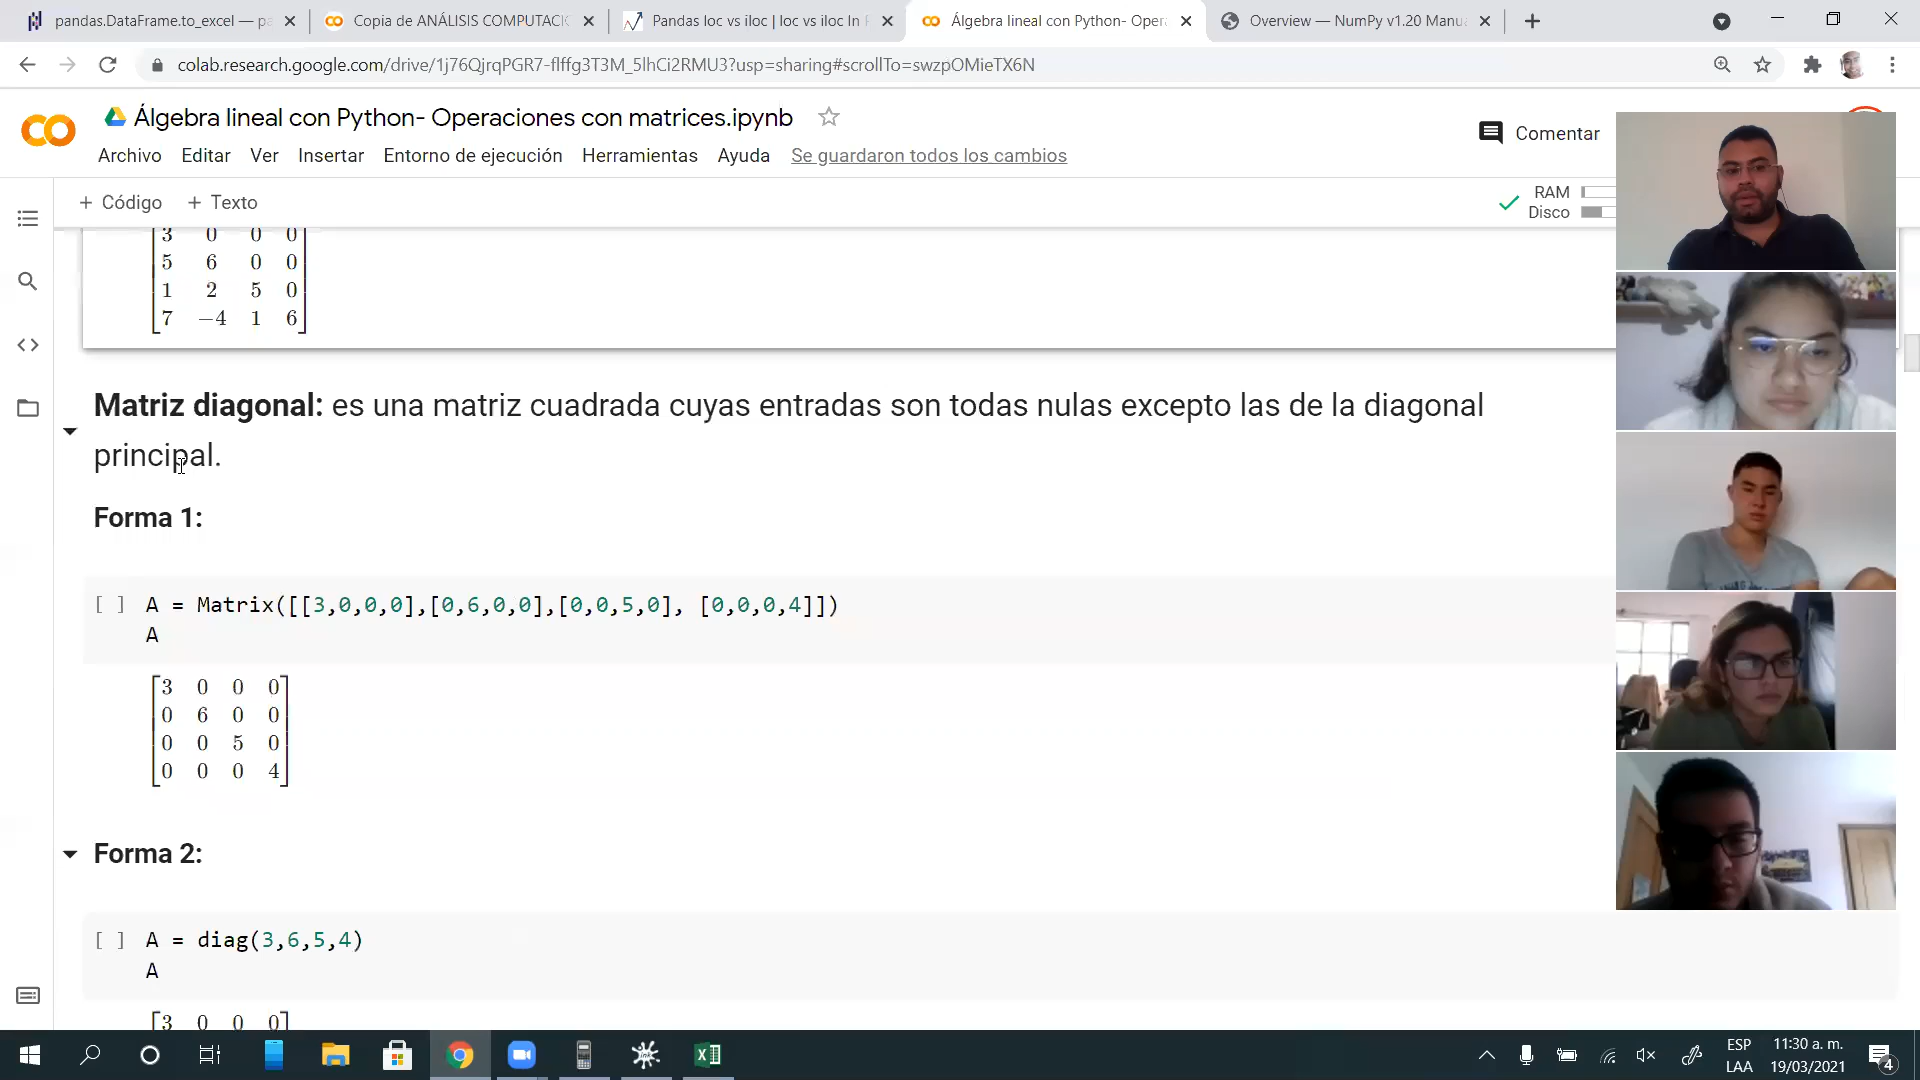 pandas.DataFrame.to_excel — pa
Copia de ANÁLISIS COMPUTACI
Pandas loc vs iloc | loc vs iloc In P
Álgebra lineal con Python- Opera
Overview — NumPy v1.20 Manua
colab.research.google.com/drive/1j76QjrqPGR7-flffg3T3M_5lhCi2RMU3?usp=sharing#scrollTo=swzpOMieTX6N
Álgebra lineal con Python- Operaciones con matrices.ipynb
Comentar
Archivo Editar Ver Insertar Entorno de ejecución Herramientas Ayuda Se guardaron todos los cambios
+ Código + Texto
RAM
Disco
3 0 0 0
5 6 0 0
1 2 5 0
7 −4 1 6
Matriz diagonal: es una matriz cuadrada cuyas entradas son todas nulas excepto las de la diagonal
principal.
Forma 1:
[ ] A = Matrix([[3,0,0,0],[0,6,0,0],[0,0,5,0], [0,0,0,4]])
A
3 0 0 0
0 6 0 0
0 0 5 0
0 0 0 4
Forma 2:
[ ] A = diag(3,6,5,4)
A
3 0 0 0
ESP
LAA
11:30 a. m.
19/03/2021
4